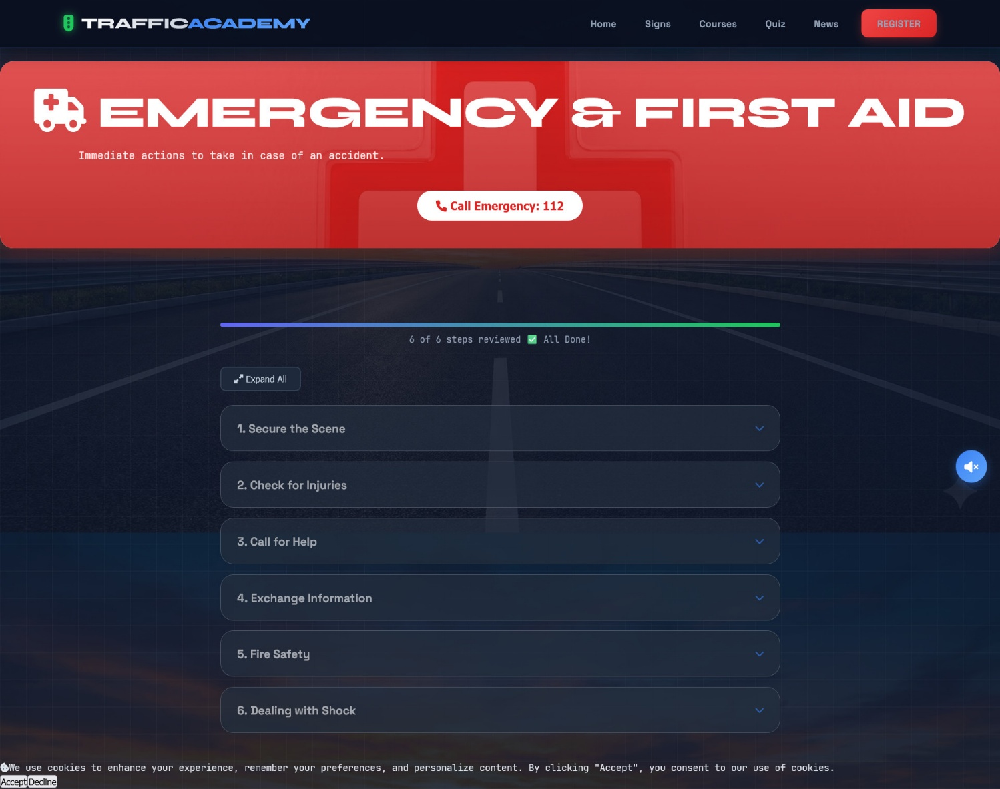 TRAFFICACADEMY
Home Signs Courses Quiz News REGISTER
EMERGENCY & FIRST AID
Immediate actions to take in case of an accident.
Call Emergency: 112
6 of 6 steps reviewed ✅ All Done!
Expand All
1. Secure the Scene
2. Check for Injuries
3. Call for Help
4. Exchange Information
5. Fire Safety
6. Dealing with Shock
We use cookies to enhance your experience, remember your preferences, and personalize content. By clicking "Accept", you consent to our use of cookies.
Accept Decline